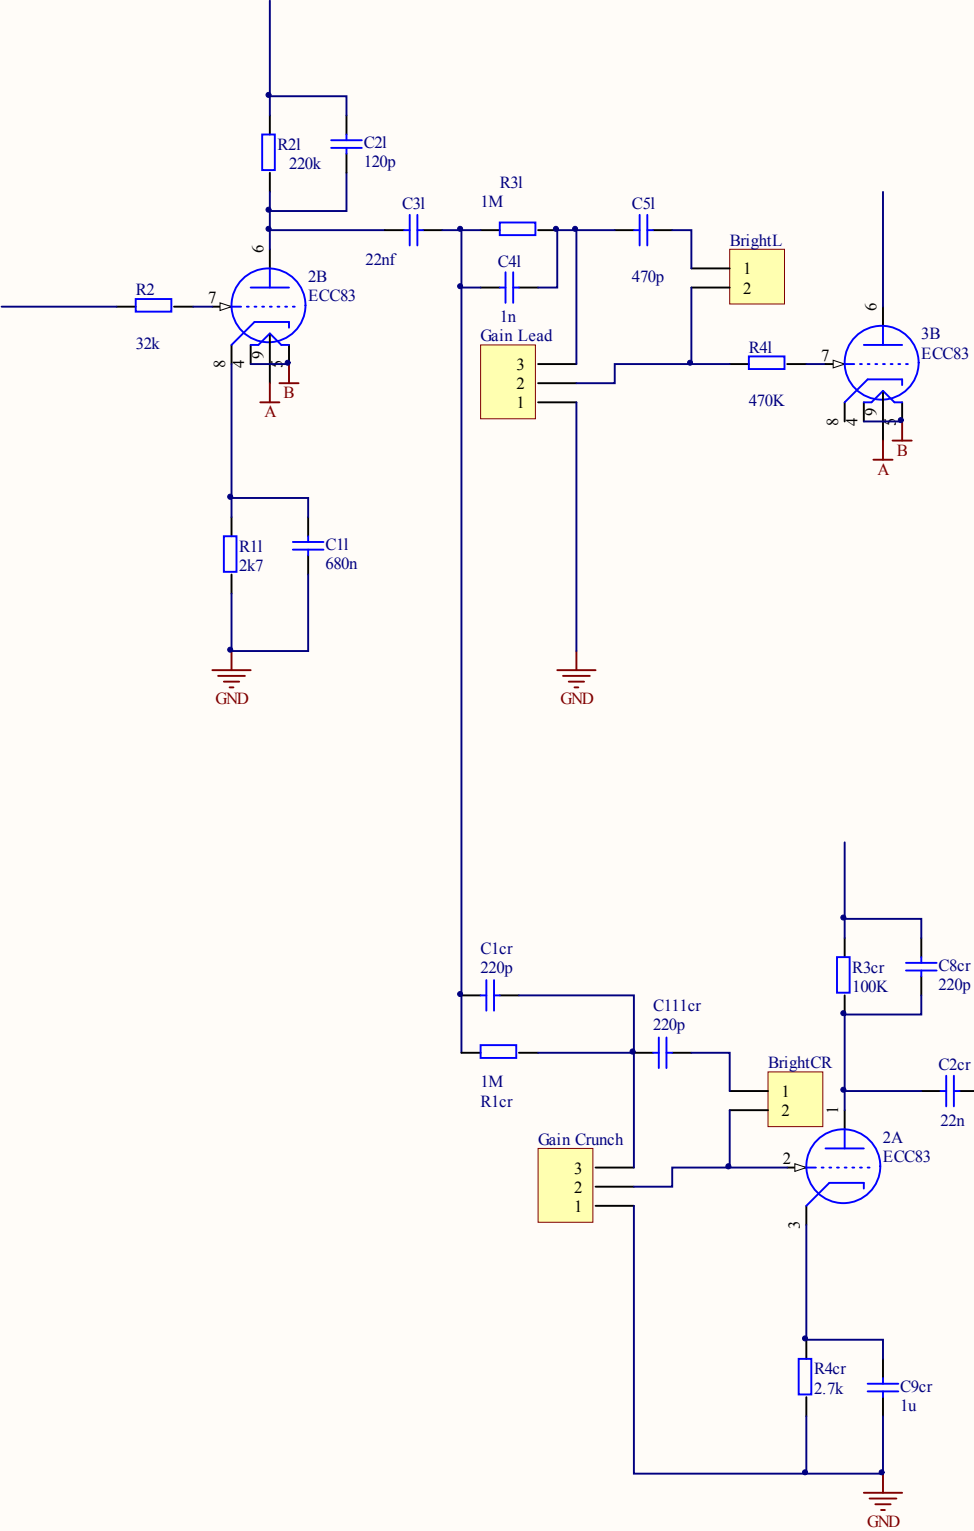 R2l
220k
C2l
120p
R3l
1M
C3l
22nf
C4l
1n
C5l
470p
BrightL
1
2
6
2B
ECC83
R2
32k
7
8
4
9
5
B
A
Gain Lead
3
2
1
R4l
470K
6
3B
ECC83
7
8
4
9
5
B
A
R1l
2k7
C1l
680n
GND
GND
C1cr
220p
1M
R1cr
C111cr
220p
R3cr
100K
C8cr
220p
BrightCR
1
2
C2cr
22n
1
2A
ECC83
2
3
Gain Crunch
3
2
1
R4cr
2.7k
C9cr
1u
GND